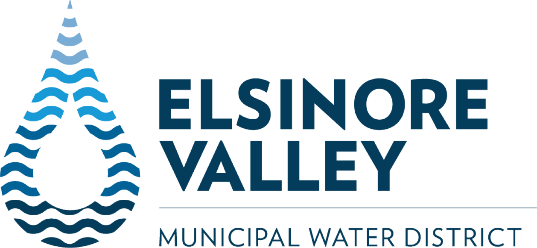 ELSINORE
VALLEY
MUNICIPAL WATER DISTRICT